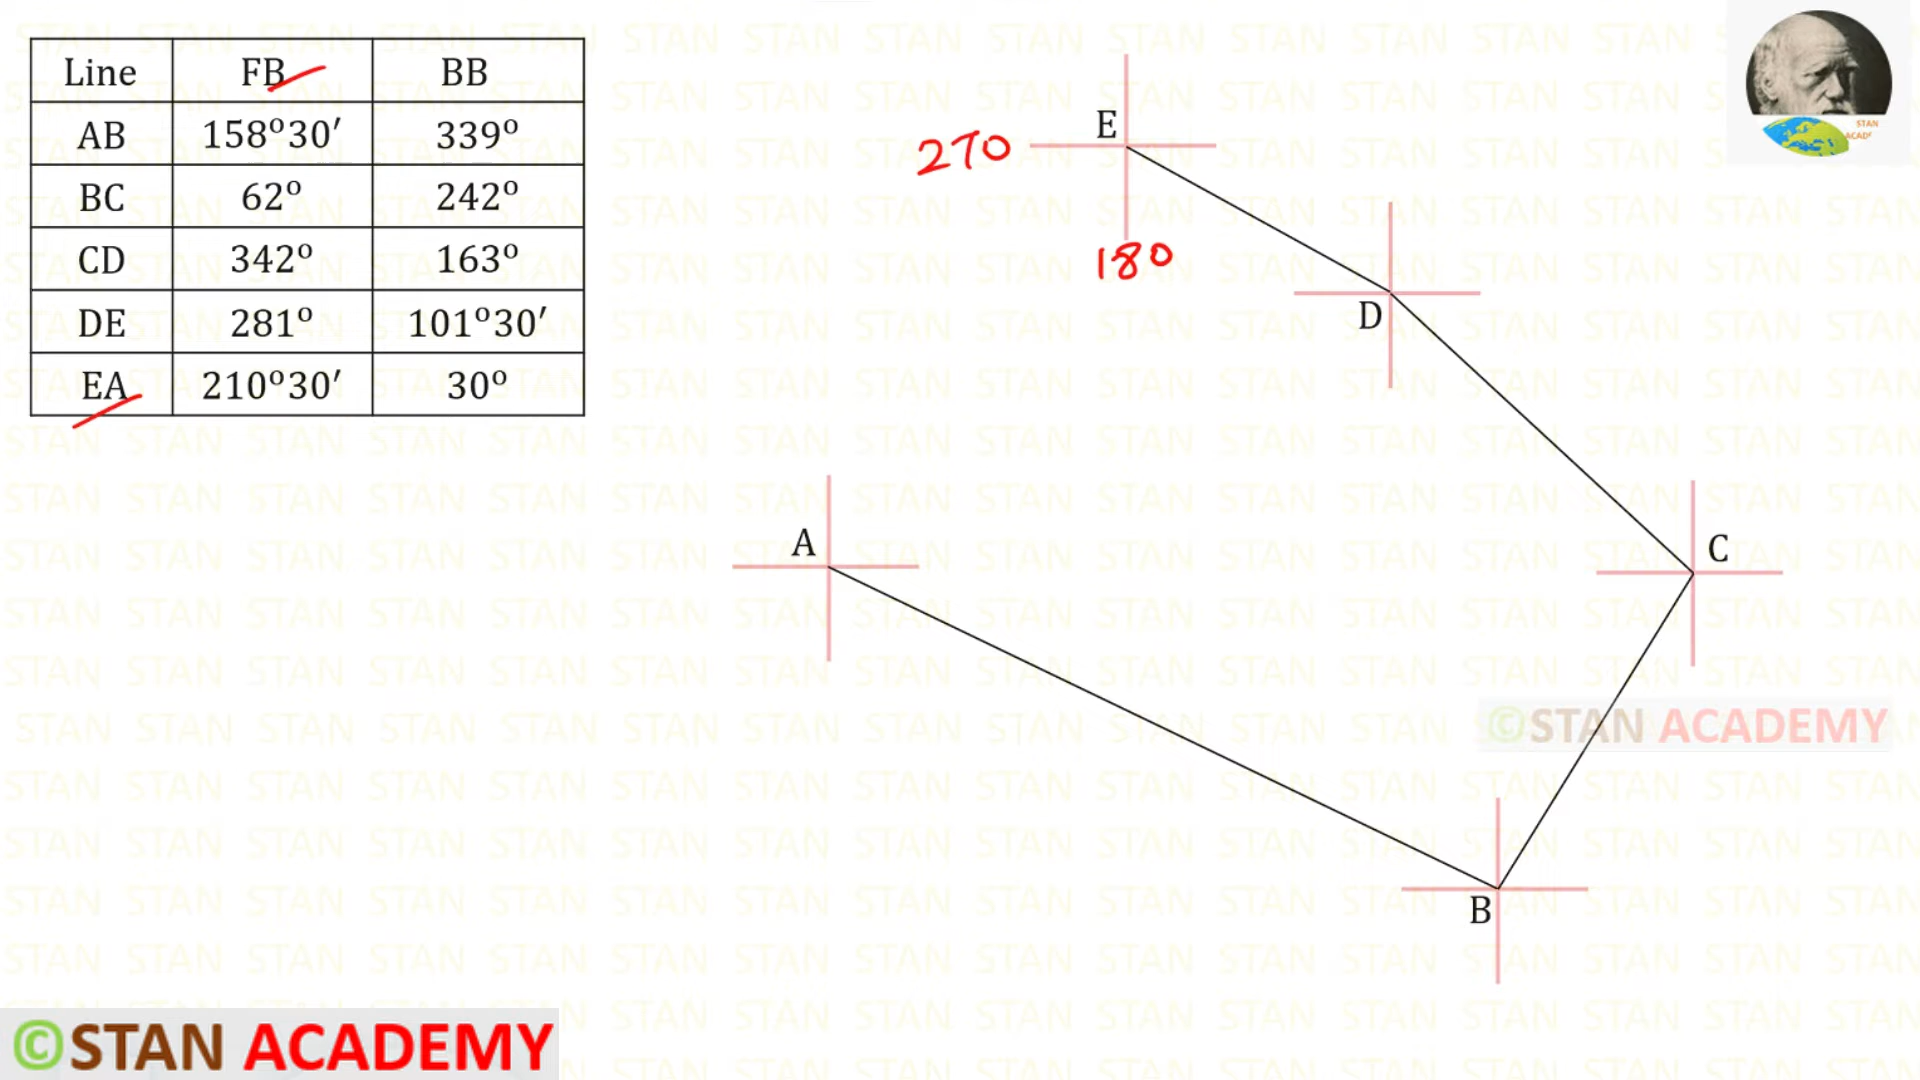 Line FB BB
AB 158°30′ 339°
BC 62° 242°
CD 342° 163°
DE 281° 101°30′
EA 210°30′ 30°
E
270
180
D
A
C
B
©STAN ACADEMY
©STAN ACADEMY
STAN